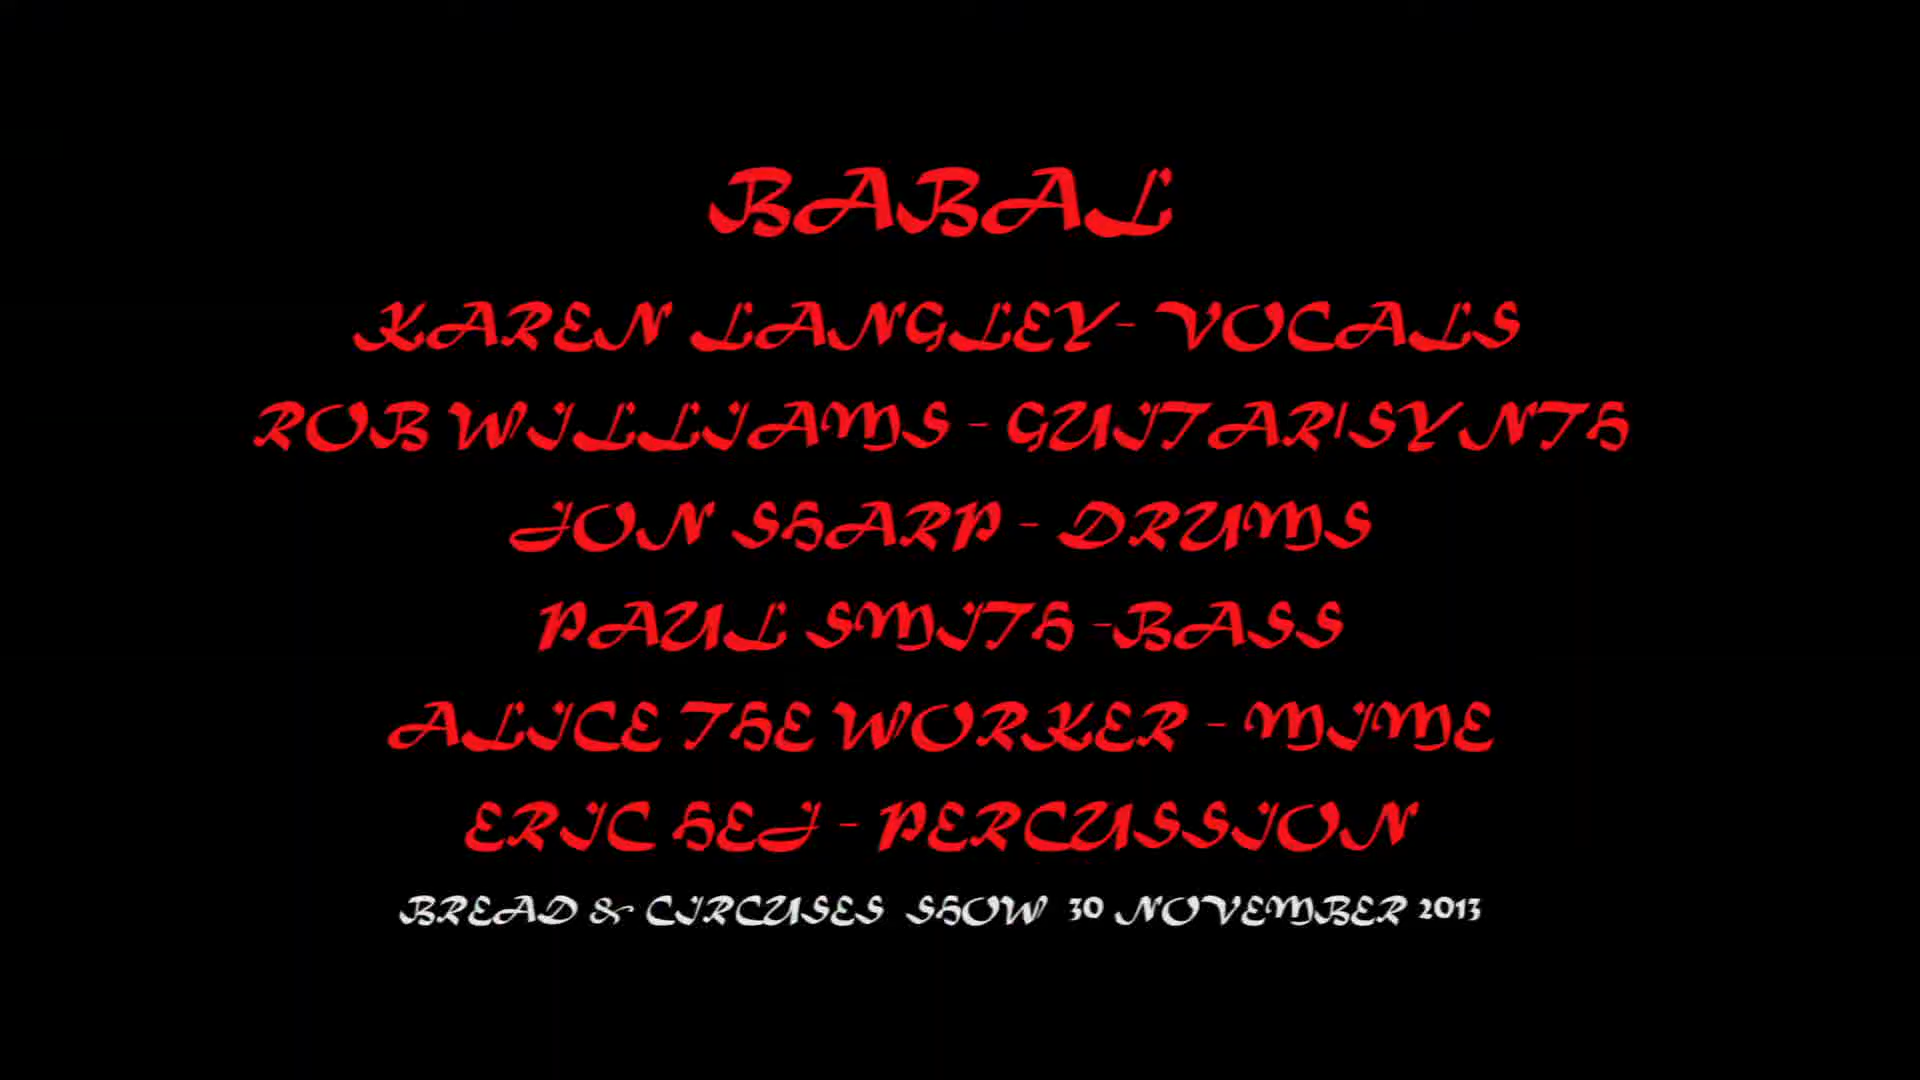 BABAL
KAREN LANGLEY- VOCALS
ROB WILLIAMS - GUITAR/SYNTH
JON SHARP - DRUMS
PAUL SMITH -BASS
ALICE THE WORKER - MIME
ERIC HEJ - PERCUSSION
BREAD & CIRCUSES SHOW 30 NOVEMBER 2013